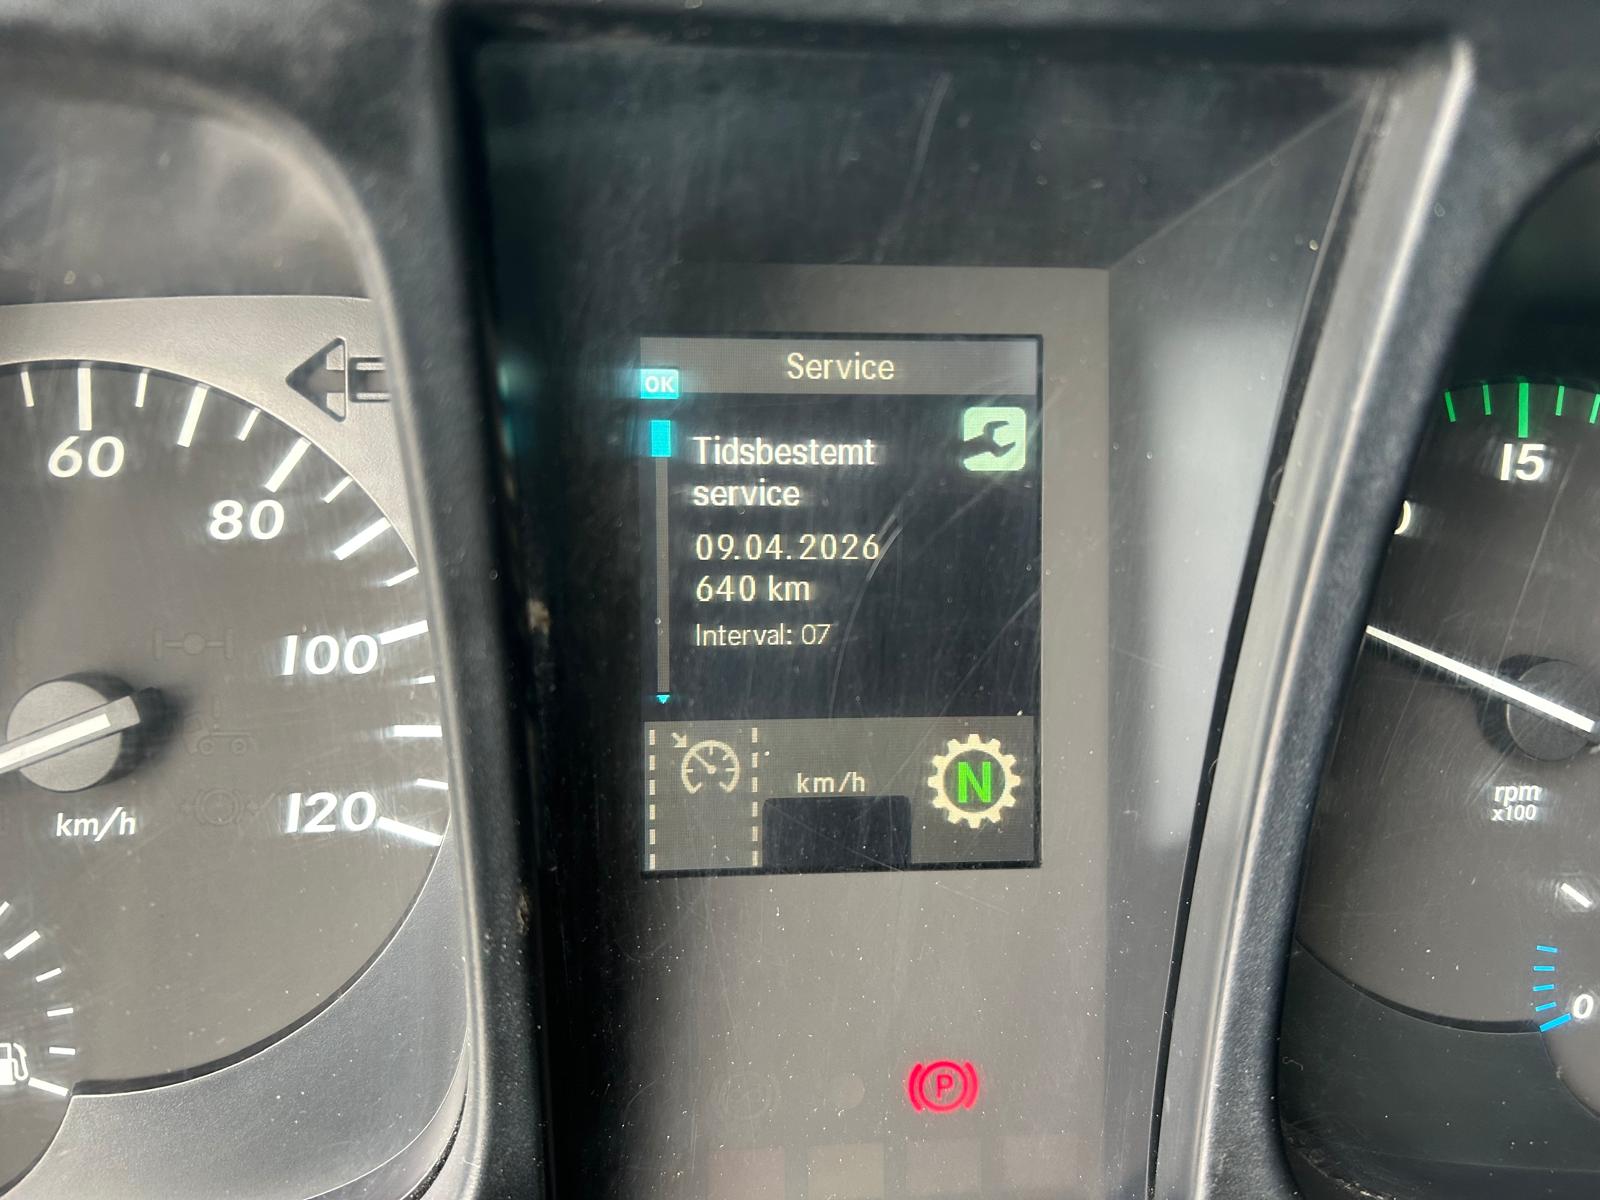 Service
OK
Tidsbestemt
service
09.04.2026
640 km
Interval: 07
km/h
N
60
80
100
120
km/h
15
rpm
x100
0
P